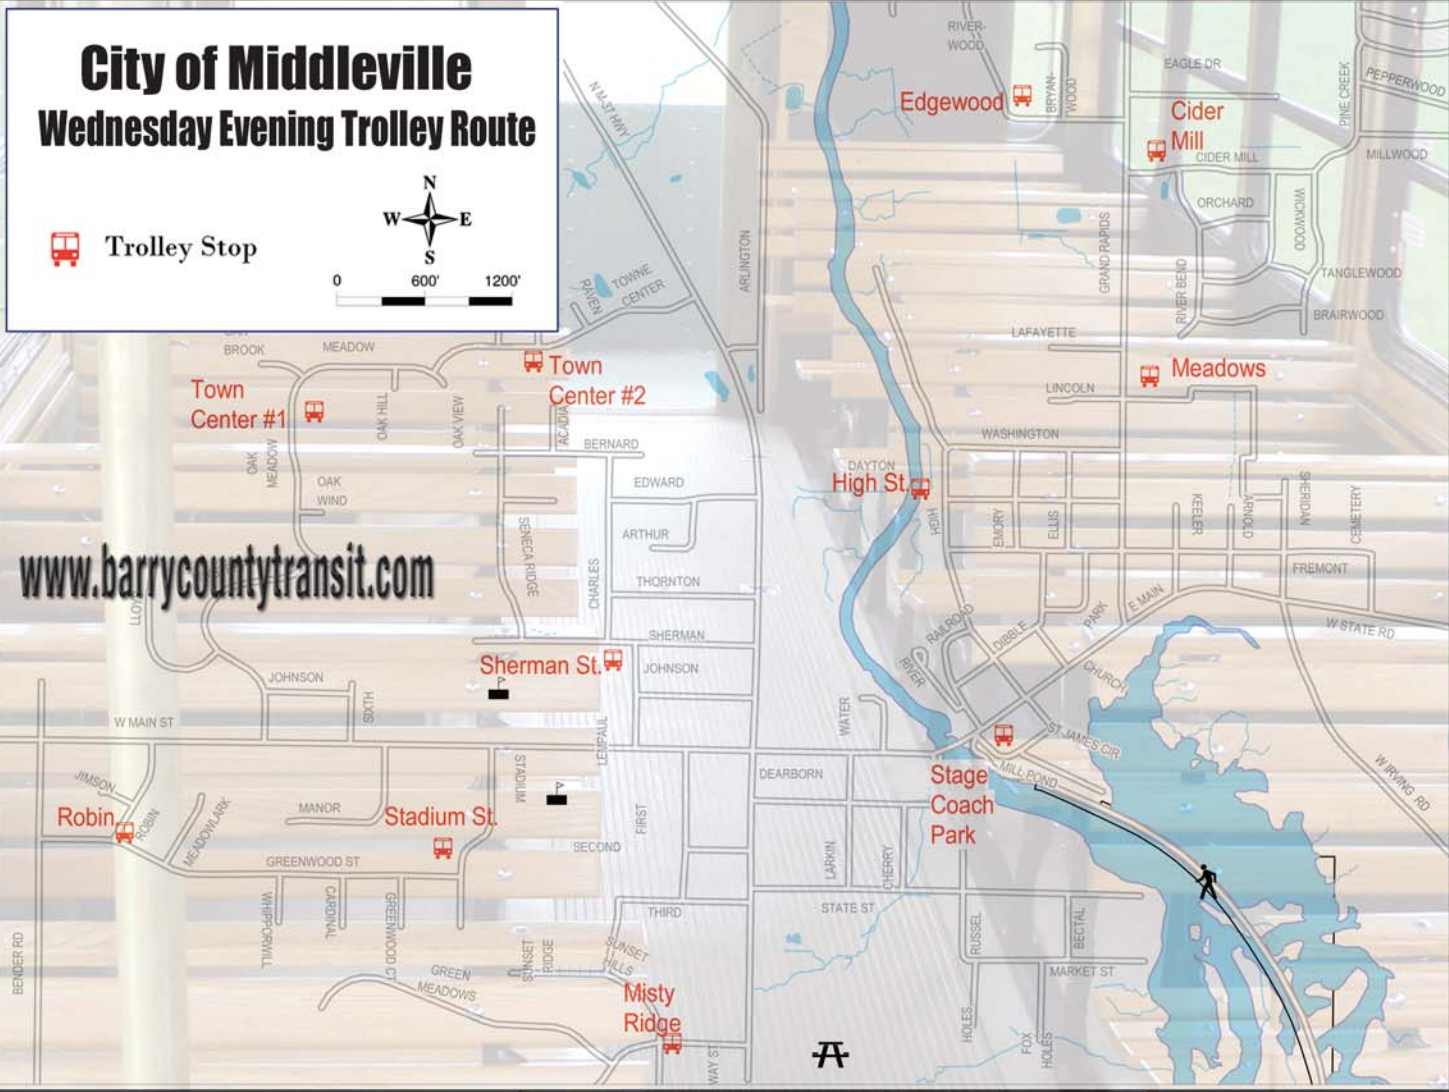 City of Middleville
Wednesday Evening Trolley Route
N
W E
S
Trolley Stop
0 600' 1200'
RIVER-
WOOD
BRYAN-
WOOD
EAGLE DR
PINE CREEK
PEPPERWOOD
Edgewood
Cider
Mill
CIDER MILL
MILLWOOD
N M-37 HWY
ORCHARD
WICKWOOD
ARLINGTON
GRAND RAPIDS
RIVER BEND
TANGLEWOOD
BRAIRWOOD
RAVEN
TOWNE
CENTER
LAFAYETTE
BROOK
MEADOW
Town
Center #1
Town
Center #2
Meadows
LINCOLN
OAK HILL
OAK VIEW
ACADIA
BERNARD
WASHINGTON
OAK
MEADOW
OAK
WIND
EDWARD
DAYTON
High St.
HIGH
EMORY
ELLIS
KEELER
ARNOLD
SHERIDAN
CEMETERY
ARTHUR
SENECA RIDGE
CHARLES
THORNTON
FREMONT
www.barrycountytransit.com
LLOY
E MAIN
PARK
W STATE RD
SHERMAN
RAILROAD
DIBBLE
RIVER
CHURCH
Sherman St.
JOHNSON
JOHNSON
SIXTH
W MAIN ST
LEMPAUL
WATER
ST JAMES CIR
MILL POND
W IRVING RD
Stage
Coach
Park
DEARBORN
STADIUM
JIMSON
Robin
ROBIN
MEADOWLARK
MANOR
Stadium St.
FIRST
SECOND
GREENWOOD ST
LARKIN
CHERRY
WHIPPORWILL
CARDINAL
GREENWOOD CT
THIRD
STATE ST
RUSSEL
BECTAL
BENDER RD
SUNSET
RIDGE
SUNSET
HILLS
GREEN
MEADOWS
MARKET ST
Misty
Ridge
WAY ST
HOLES
FOX
HOLES